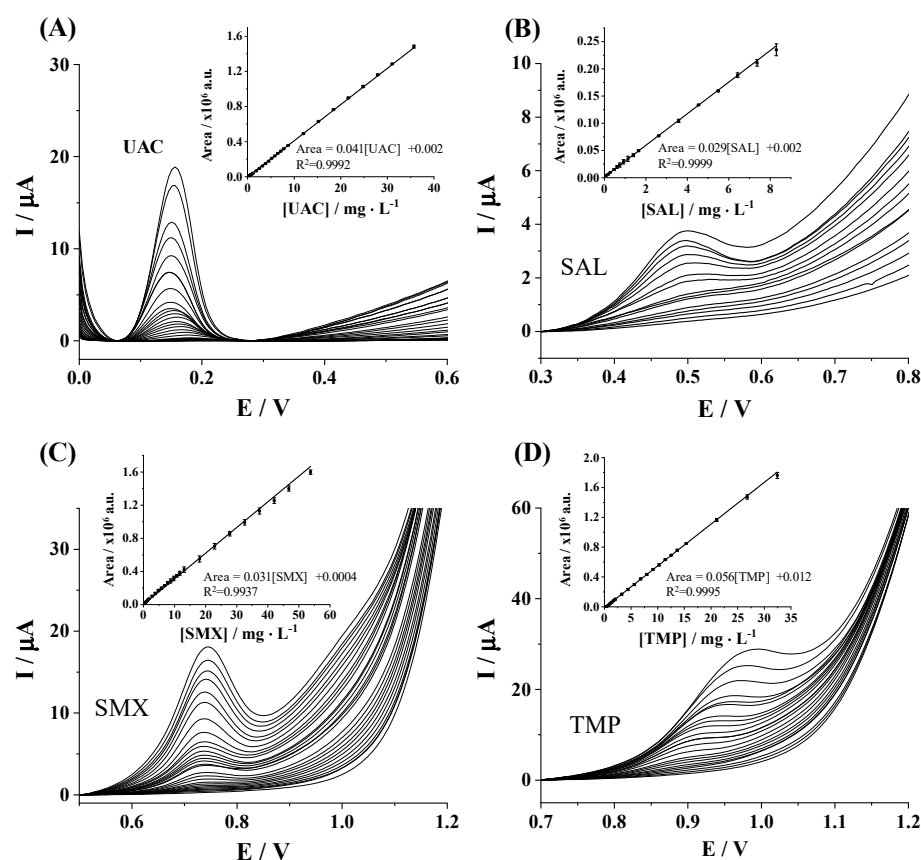 (A)
UAC
I / μA
30
20
10
0
0.0 0.2 0.4 0.6
E / V
Area / x10⁶ a.u.
1.6
1.2
0.8
0.4
0.0
0 10 20 30 40
[UAC] / mg · L⁻¹
Area = 0.041[UAC] +0.002
R²=0.9992
(B)
SAL
I / μA
10
8
6
4
2
0
0.3 0.4 0.5 0.6 0.7 0.8
E / V
Area / x10⁶ a.u.
0.25
0.20
0.15
0.10
0.05
0.00
0 2 4 6 8
[SAL] / mg · L⁻¹
Area = 0.029[SAL] +0.002
R²=0.9999
(C)
SMX
I / μA
30
20
10
0
0.6 0.8 1.0 1.2
E / V
Area / x10⁶ a.u.
1.6
1.2
0.8
0.4
0.0
0 10 20 30 40 50 60
[SMX] / mg · L⁻¹
Area = 0.031[SMX] +0.0004
R²=0.9937
(D)
TMP
I / μA
60
40
20
0
0.7 0.8 0.9 1.0 1.1 1.2
E / V
Area / x10⁶ a.u.
2.0
1.6
1.2
0.8
0.4
0.0
0 5 10 15 20 25 30 35
[TMP] / mg · L⁻¹
Area = 0.056[TMP] +0.012
R²=0.9995